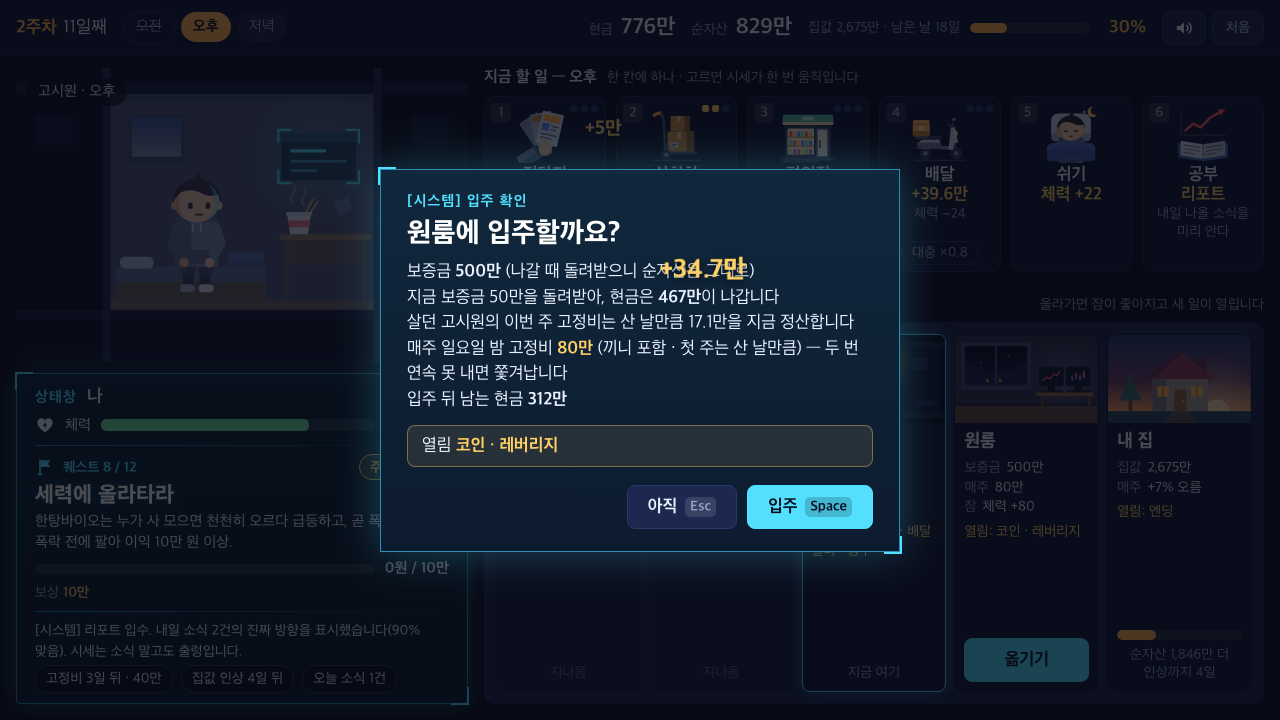 2주차 11일째 오전 오후 저녁
현금 776만 순자산 829만 집값 2,675만 · 남은 날 18일 30% 처음
고시원 · 오후
지금 할 일 — 오후 한 칸에 하나 · 고르면 시세가 한 번 움직입니다
1 +5만
2
3
4 배달
+39.6만
체력 −24
대충 ×0.8
5 쉬기
체력 +22
6 공부
리포트
내일 나올 소식을
미리 안다
올라가면 잠이 좋아지고 새 일이 열립니다
[시스템] 입주 확인
원룸에 입주할까요?
보증금 500만 (나갈 때 돌려받으니 순자산은 그대로)
+34.7만
지금 보증금 50만을 돌려받아, 현금은 467만이 나갑니다
살던 고시원의 이번 주 고정비는 산 날만큼 17.1만을 지금 정산합니다
매주 일요일 밤 고정비 80만 (끼니 포함 · 첫 주는 산 날만큼) — 두 번
연속 못 내면 쫓겨납니다
입주 뒤 남는 현금 312만
열림 코인 · 레버리지
아직 Esc
입주 Space
상태창 나
체력
퀘스트 8 / 12
세력에 올라타라
한탕바이오는 누가 사 모으면 천천히 오르다 급등하고, 곧 폭
폭락 전에 팔아 이익 10만 원 이상.
0원 / 10만
보상 10만
[시스템] 리포트 입수. 내일 소식 2건의 진짜 방향을 표시했습니다(90%
맞음). 시세는 소식 말고도 출렁입니다.
고정비 3일 뒤 · 40만
집값 인상 4일 뒤
오늘 소식 1건
지나옴
지나옴
배달
지금 여기
원룸
보증금 500만
매주 80만
잠 체력 +80
열림: 코인 · 레버리지
옮기기
내 집
집값 2,675만
매주 +7% 오름
열림: 엔딩
순자산 1,846만 더
인상까지 4일